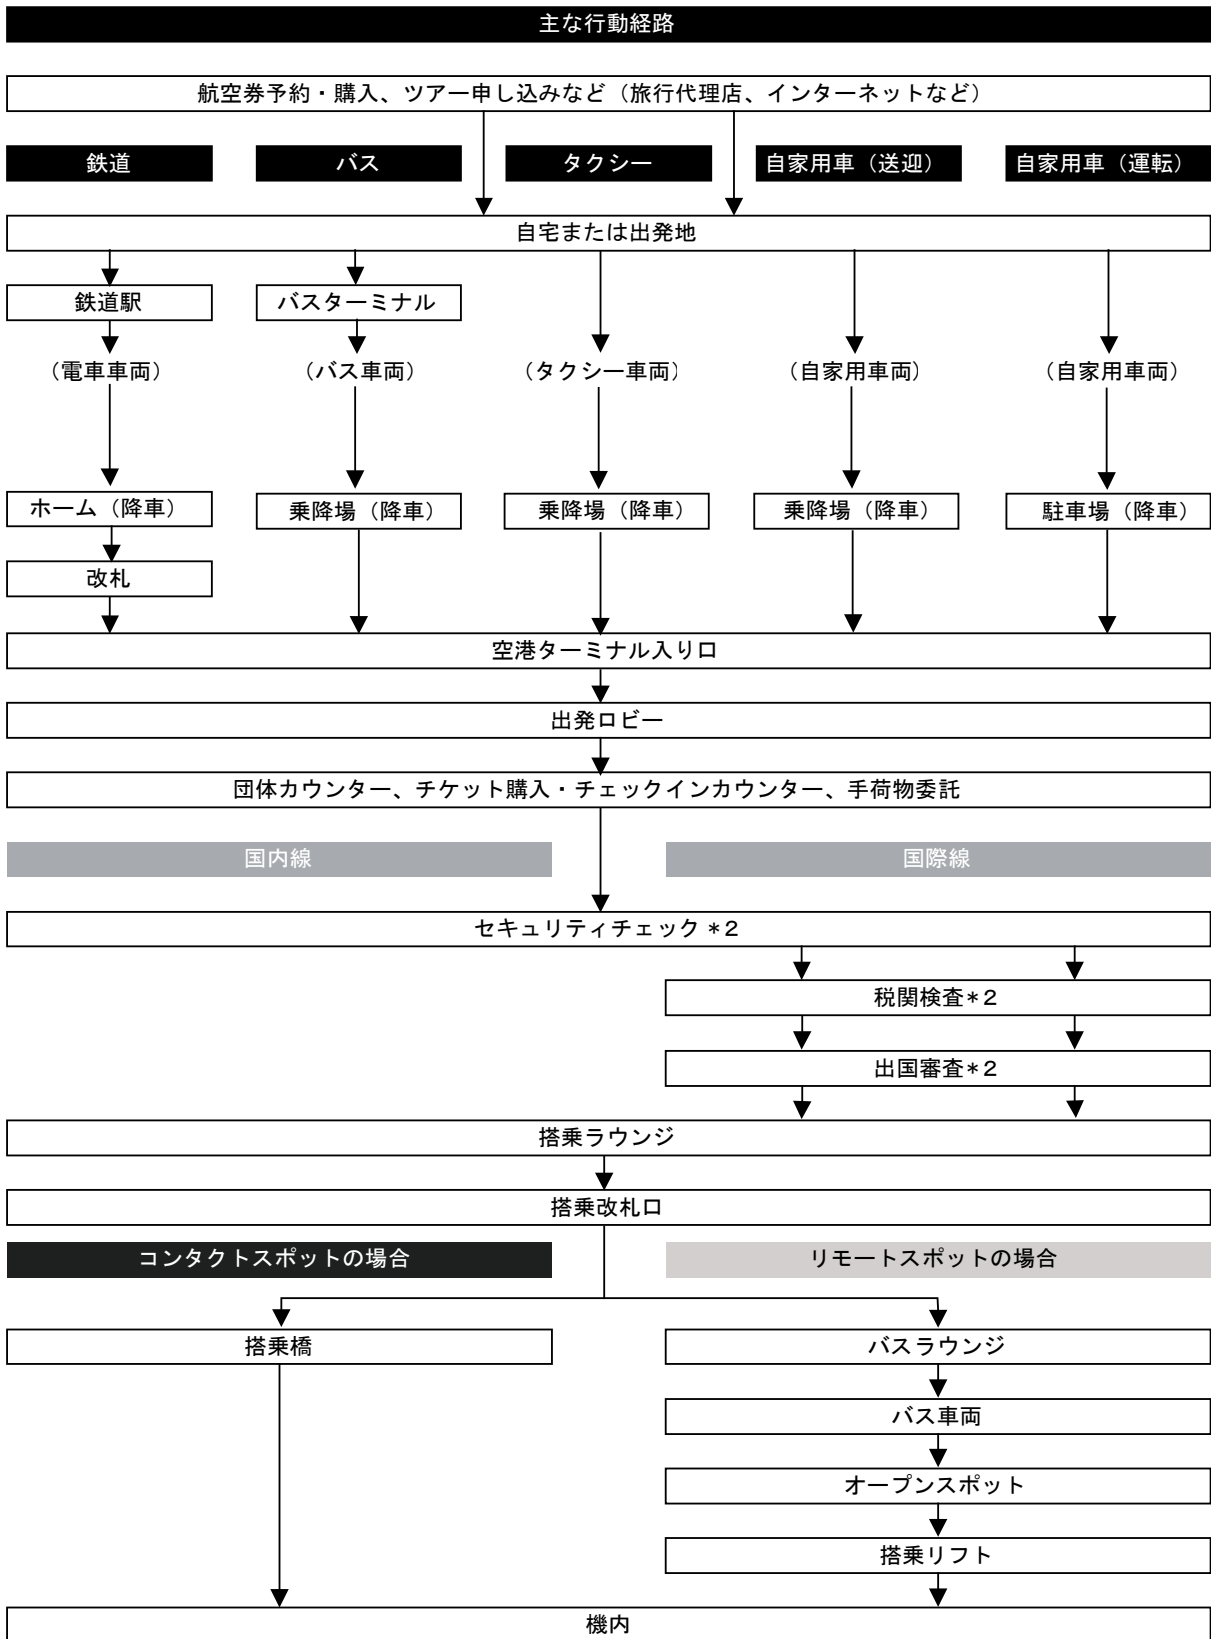 主な行動経路
航空券予約・購入、ツアー申し込みなど（旅行代理店、インターネットなど）
鉄道
バス
タクシー
自家用車（送迎）
自家用車（運転）
自宅または出発地
鉄道駅
バスターミナル
（電車車両）
（バス車両）
（タクシー車両）
（自家用車両）
（自家用車両）
ホーム（降車）
乗降場（降車）
乗降場（降車）
乗降場（降車）
駐車場（降車）
改札
空港ターミナル入り口
出発ロビー
団体カウンター、チケット購入・チェックインカウンター、手荷物委託
国内線
国際線
セキュリティチェック＊2
税関検査＊2
出国審査＊2
搭乗ラウンジ
搭乗改札口
コンタクトスポットの場合
リモートスポットの場合
搭乗橋
バスラウンジ
バス車両
オープンスポット
搭乗リフト
機内